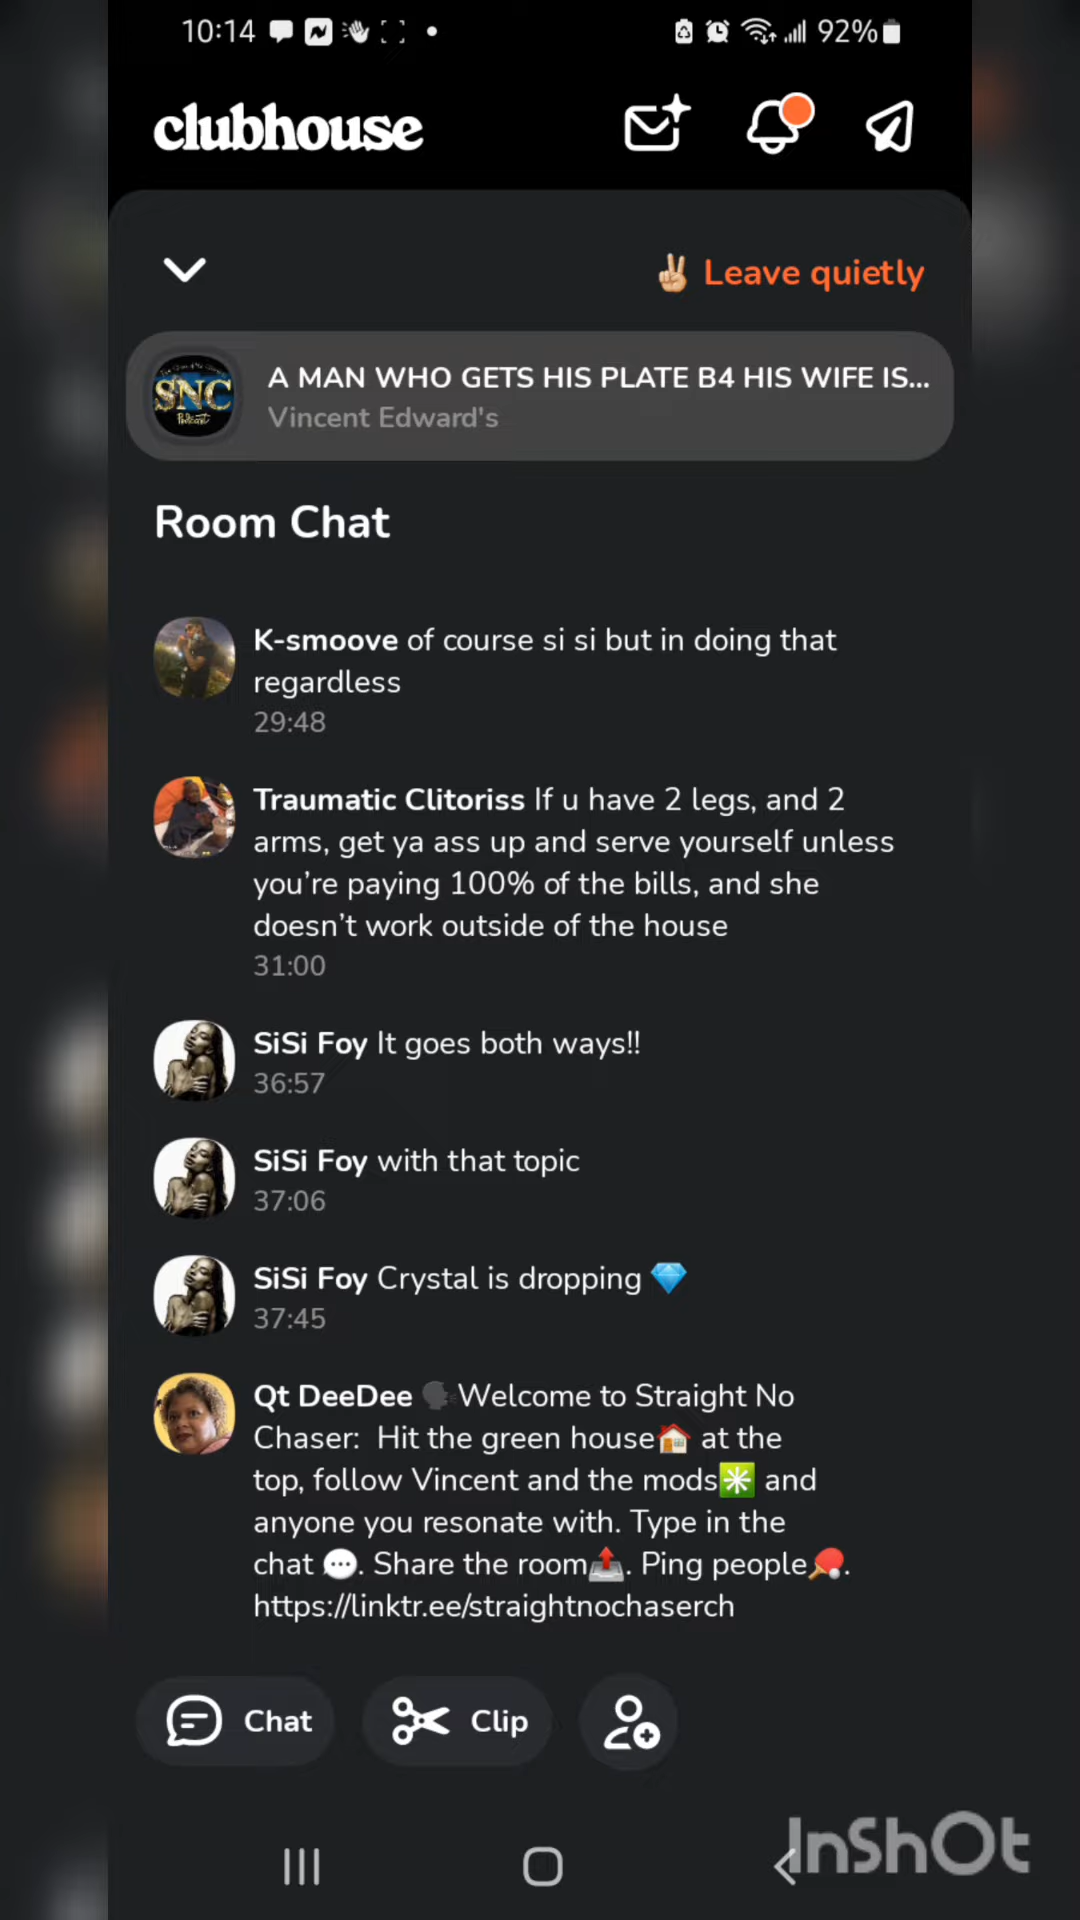 10:14
92%
clubhouse
✌🏼 Leave quietly
SNC
Podcast
A MAN WHO GETS HIS PLATE B4 HIS WIFE IS...
Vincent Edward's
Room Chat
K-smoove of course si si but in doing that
regardless
29:48
Traumatic Clitoriss If u have 2 legs, and 2
arms, get ya ass up and serve yourself unless
you’re paying 100% of the bills, and she
doesn’t work outside of the house
31:00
SiSi Foy It goes both ways!!
36:57
SiSi Foy with that topic
37:06
SiSi Foy Crystal is dropping 💎
37:45
Qt DeeDee 🗣️Welcome to Straight No
Chaser:  Hit the green house🏠 at the
top, follow Vincent and the mods✳️ and
anyone you resonate with. Type in the
chat 💬. Share the room📤. Ping people🏓.
https://linktr.ee/straightnochaserch
Chat
Clip
InShOt